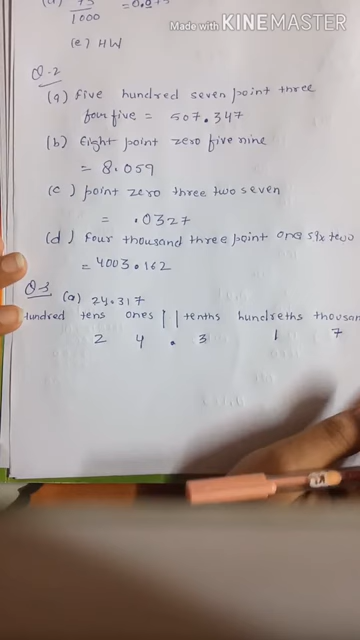 Made with KINEMASTER
1000
(e) HW
Q-2
(a) five hundred seven point three
four five = 507.347
(b) Eight point zero five nine
= 8.059
(c) point zero three two seven
= .0327
(d) four thousand three point one six two
= 4003.162
Q-3
(a) 24.317
hundred tens ones || tenths hundreths thousan
2 4 . 3 1 7